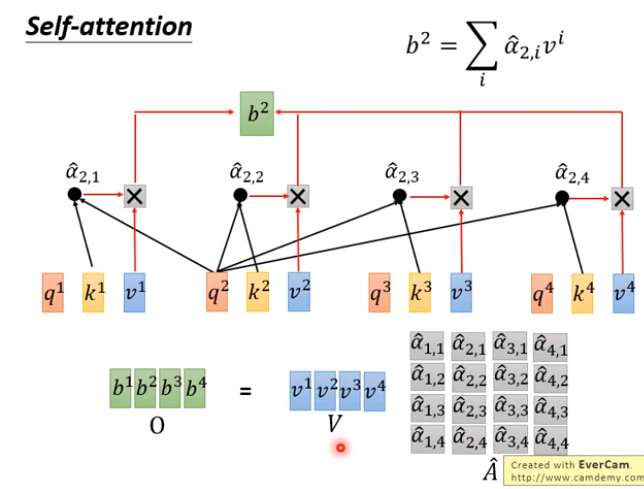 Self-attention
b² = ∑ᵢ α̂₂,ᵢvⁱ
b²
α̂₂,₁ α̂₂,₂ α̂₂,₃ α̂₂,₄
× × × ×
q¹ k¹ v¹ q² k² v² q³ k³ v³ q⁴ k⁴ v⁴
α̂₁,₁ α̂₂,₁ α̂₃,₁ α̂₄,₁
α̂₁,₂ α̂₂,₂ α̂₃,₂ α̂₄,₂
b¹ b² b³ b⁴ = v¹ v² v³ v⁴
α̂₁,₃ α̂₂,₃ α̂₃,₃ α̂₄,₃
α̂₁,₄ α̂₂,₄ α̂₃,₄ α̂₄,₄
O V Â
Created with EverCam.
http://www.camdemy.com